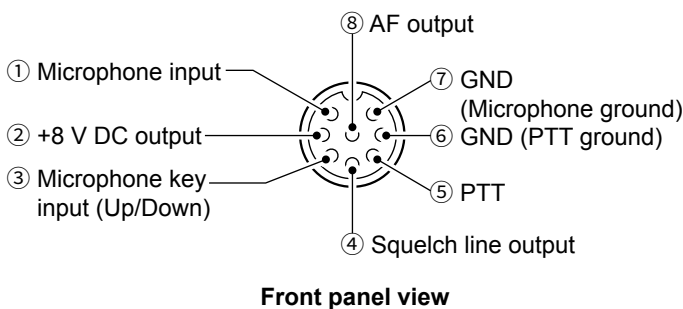 ① Microphone input
② +8 V DC output
③ Microphone key
input (Up/Down)
④ Squelch line output
⑤ PTT
⑥ GND (PTT ground)
⑦ GND
(Microphone ground)
⑧ AF output
Front panel view